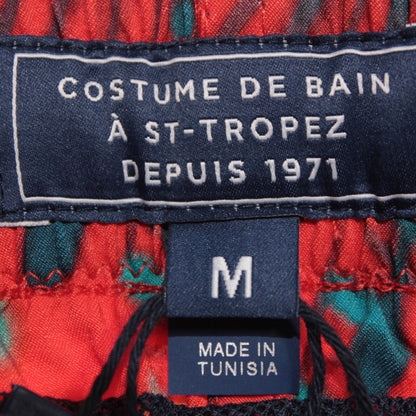 COSTUME DE BAIN
À ST-TROPEZ
DEPUIS 1971
M
MADE IN
TUNISIA